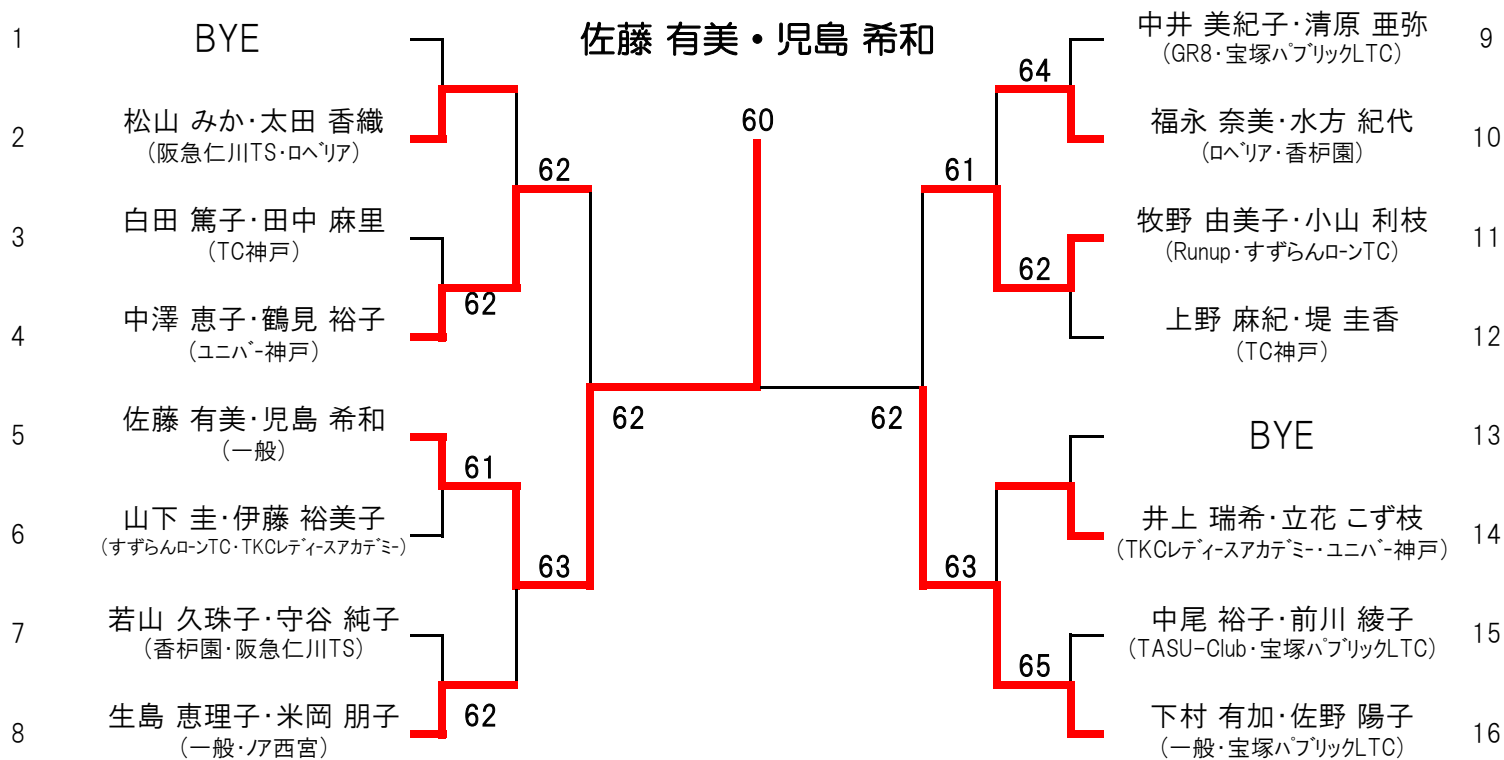 佐藤 有美・児島 希和
60
1 BYE
2 松山 みか・太田 香織
(阪急仁川TS・ロベリア)
3 白田 篤子・田中 麻里
(TC神戸)
4 中澤 恵子・鶴見 裕子
(ユニバー神戸)
5 佐藤 有美・児島 希和
(一般)
6 山下 圭・伊藤 裕美子
(すずらんローンTC・TKCレディースアカデミー)
7 若山 久珠子・守谷 純子
(香枦園・阪急仁川TS)
8 生島 恵理子・米岡 朋子
(一般・ノア西宮)
62
62
61
63
62
62
中井 美紀子・清原 亜弥 9
(GR8・宝塚パブリックLTC)
福永 奈美・水方 紀代 10
(ロベリア・香枦園)
牧野 由美子・小山 利枝 11
(Runup・すずらんローンTC)
上野 麻紀・堤 圭香 12
(TC神戸)
BYE 13
井上 瑞希・立花 こず枝 14
(TKCレディースアカデミー・ユニバー神戸)
中尾 裕子・前川 綾子 15
(TASU-Club・宝塚パブリックLTC)
下村 有加・佐野 陽子 16
(一般・宝塚パブリックLTC)
64
61
62
62
63
65